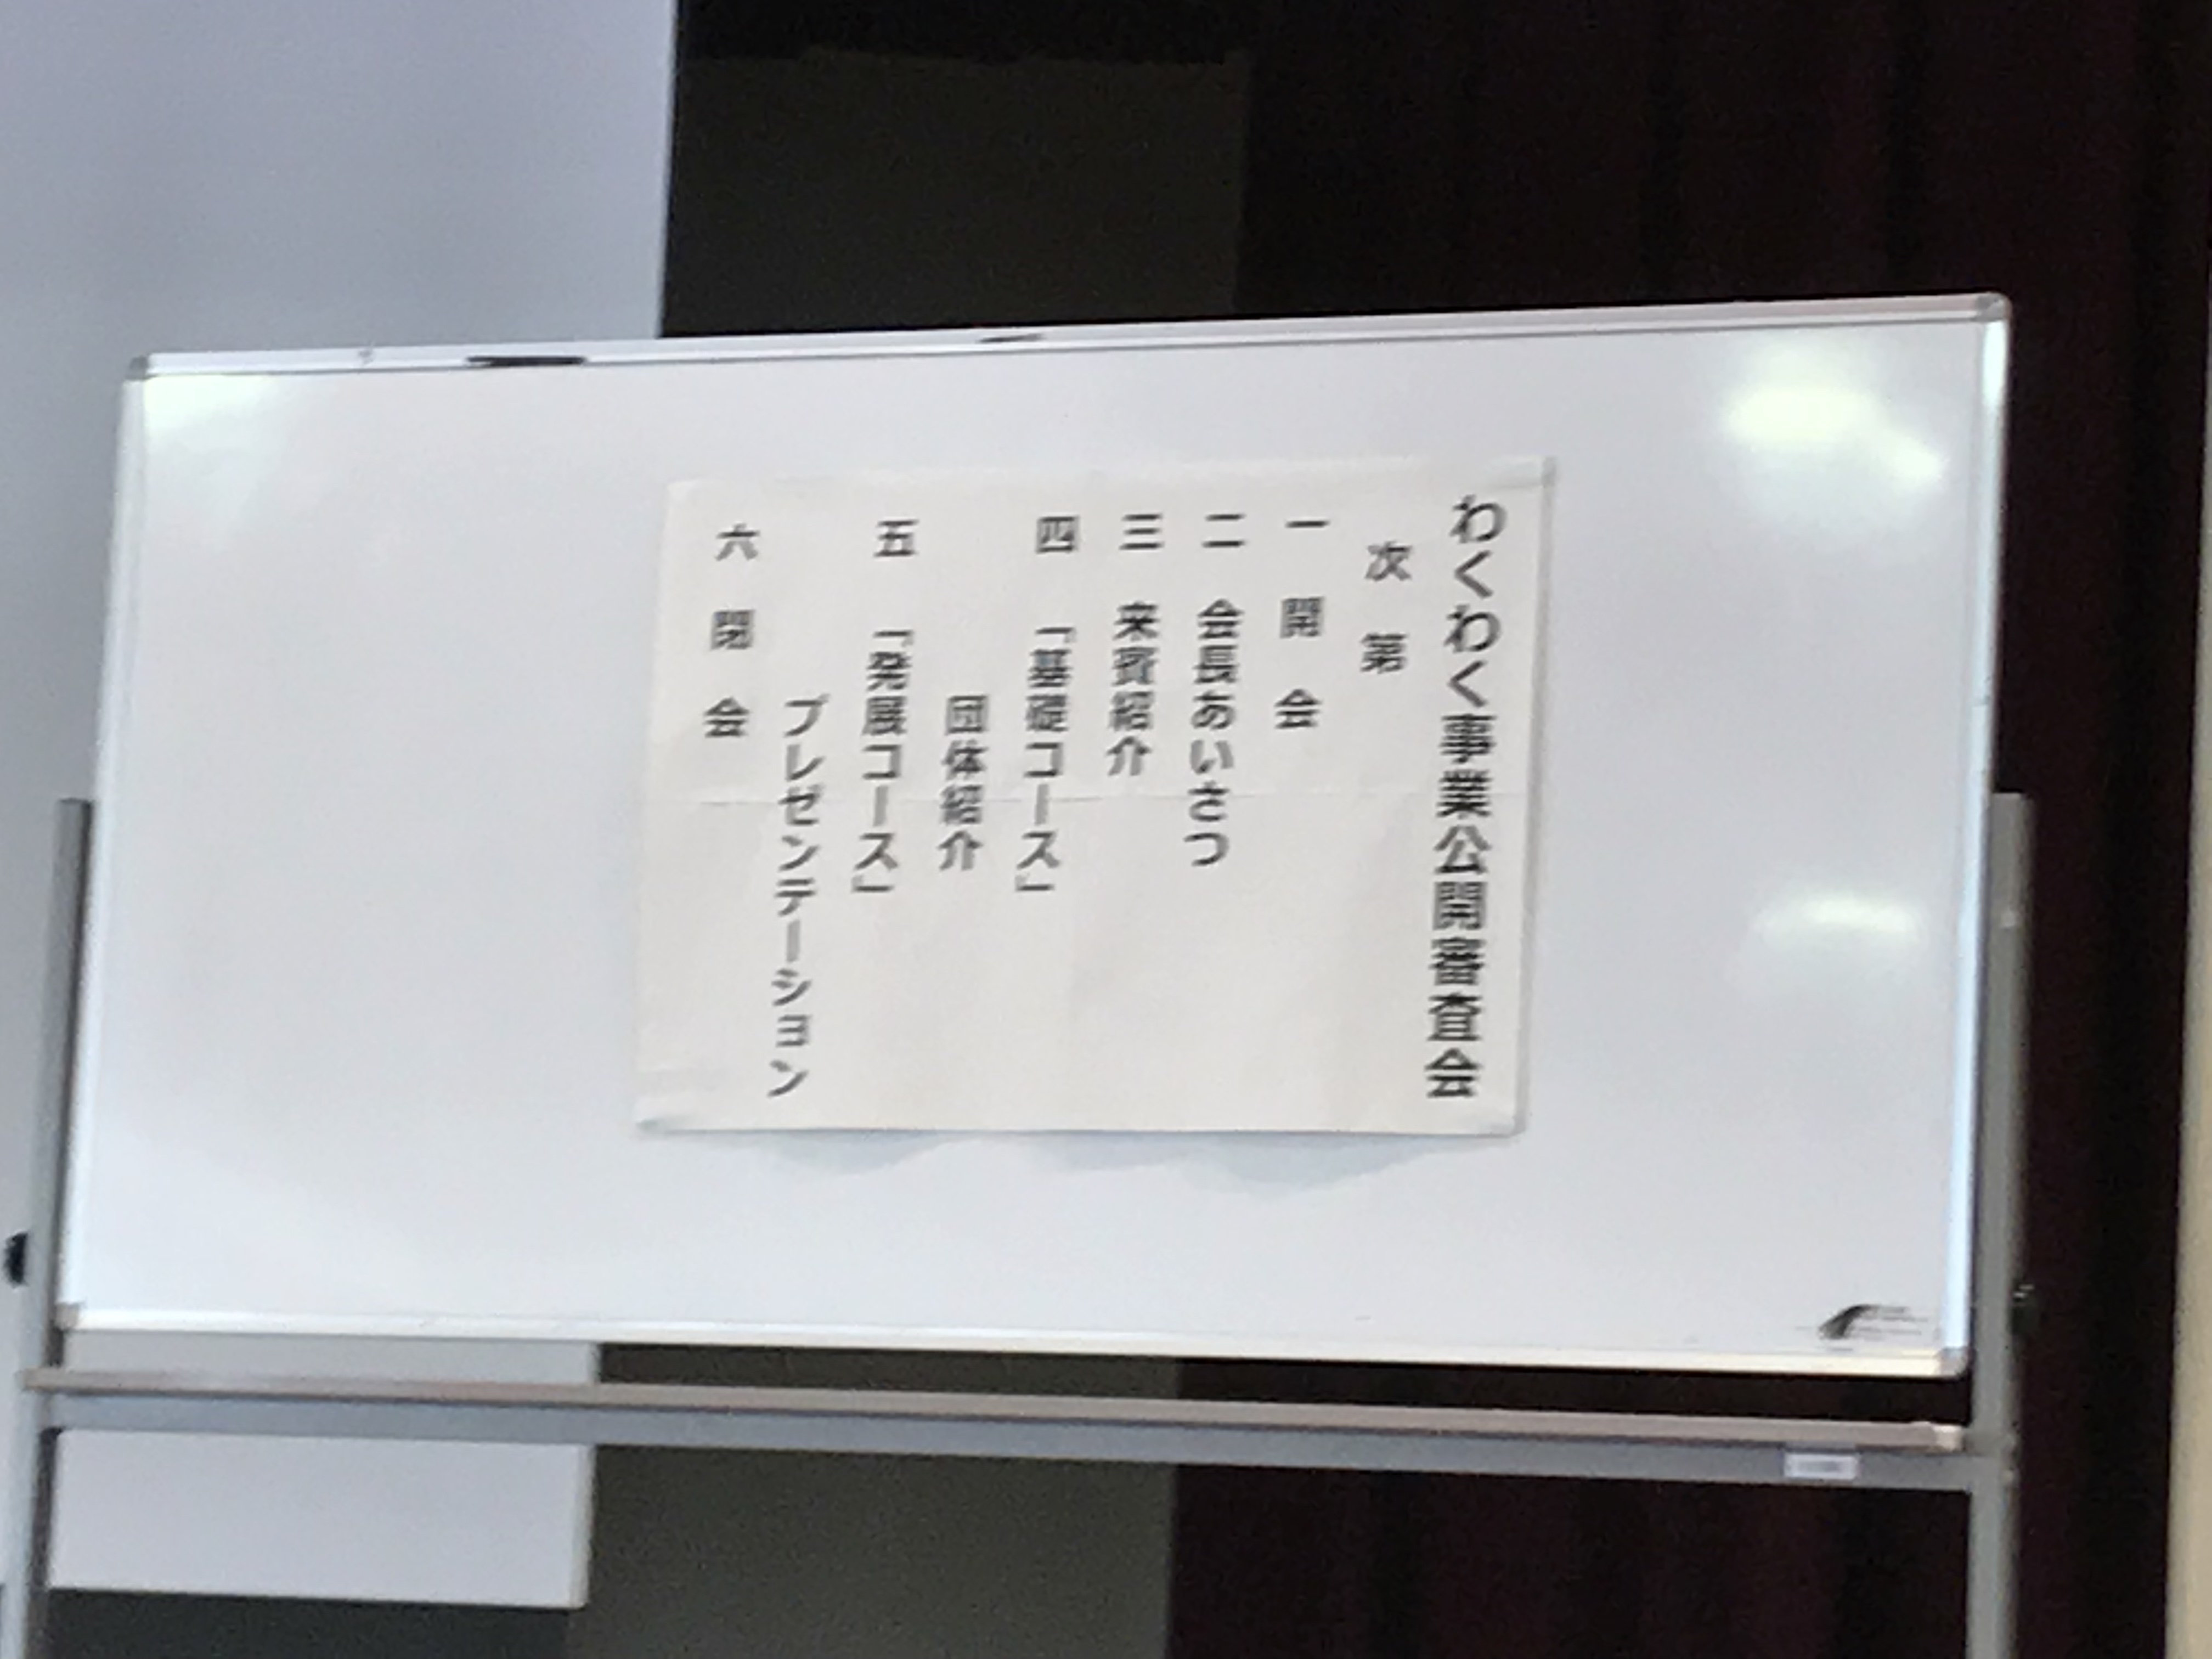 わくわく事業公開審査会
次第
一 開会
二 会長あいさつ
三 来賓紹介
四 「基礎コース」
団体紹介
五 「発展コース」
プレゼンテーション
六 閉会